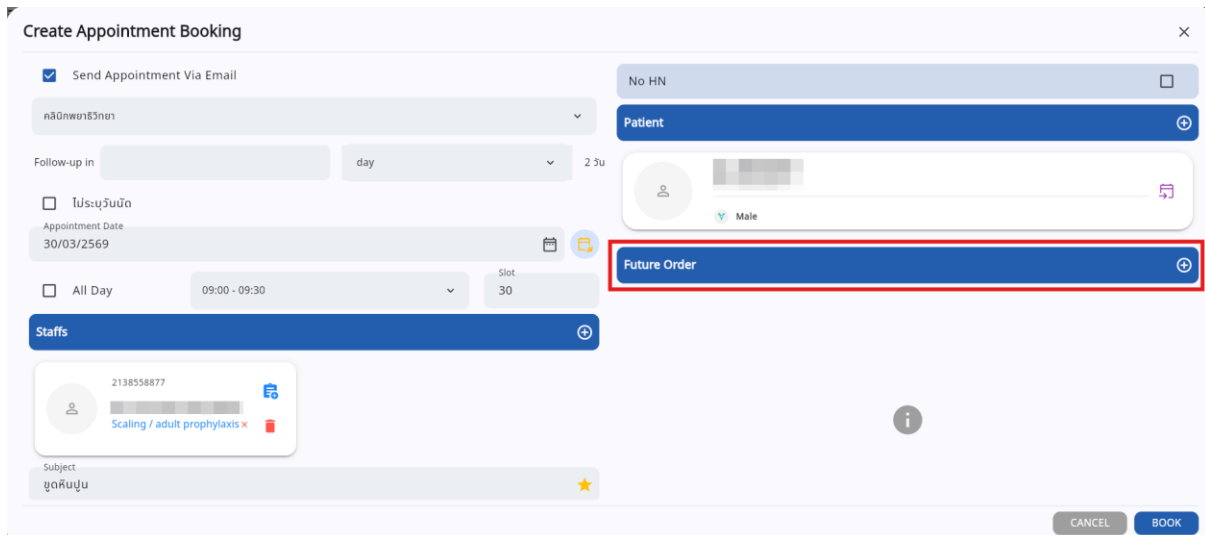 Create Appointment Booking
Send Appointment Via Email
คลินิกพยาธิวิทยา
Follow-up in
day
2 วัน
ไม่ระบุวันนัด
Appointment Date
30/03/2569
All Day
09:00 - 09:30
Slot
30
Staffs
2138558877
Scaling / adult prophylaxis ×
Subject
ขูดหินปูน
No HN
Patient
Male
Future Order
CANCEL
BOOK